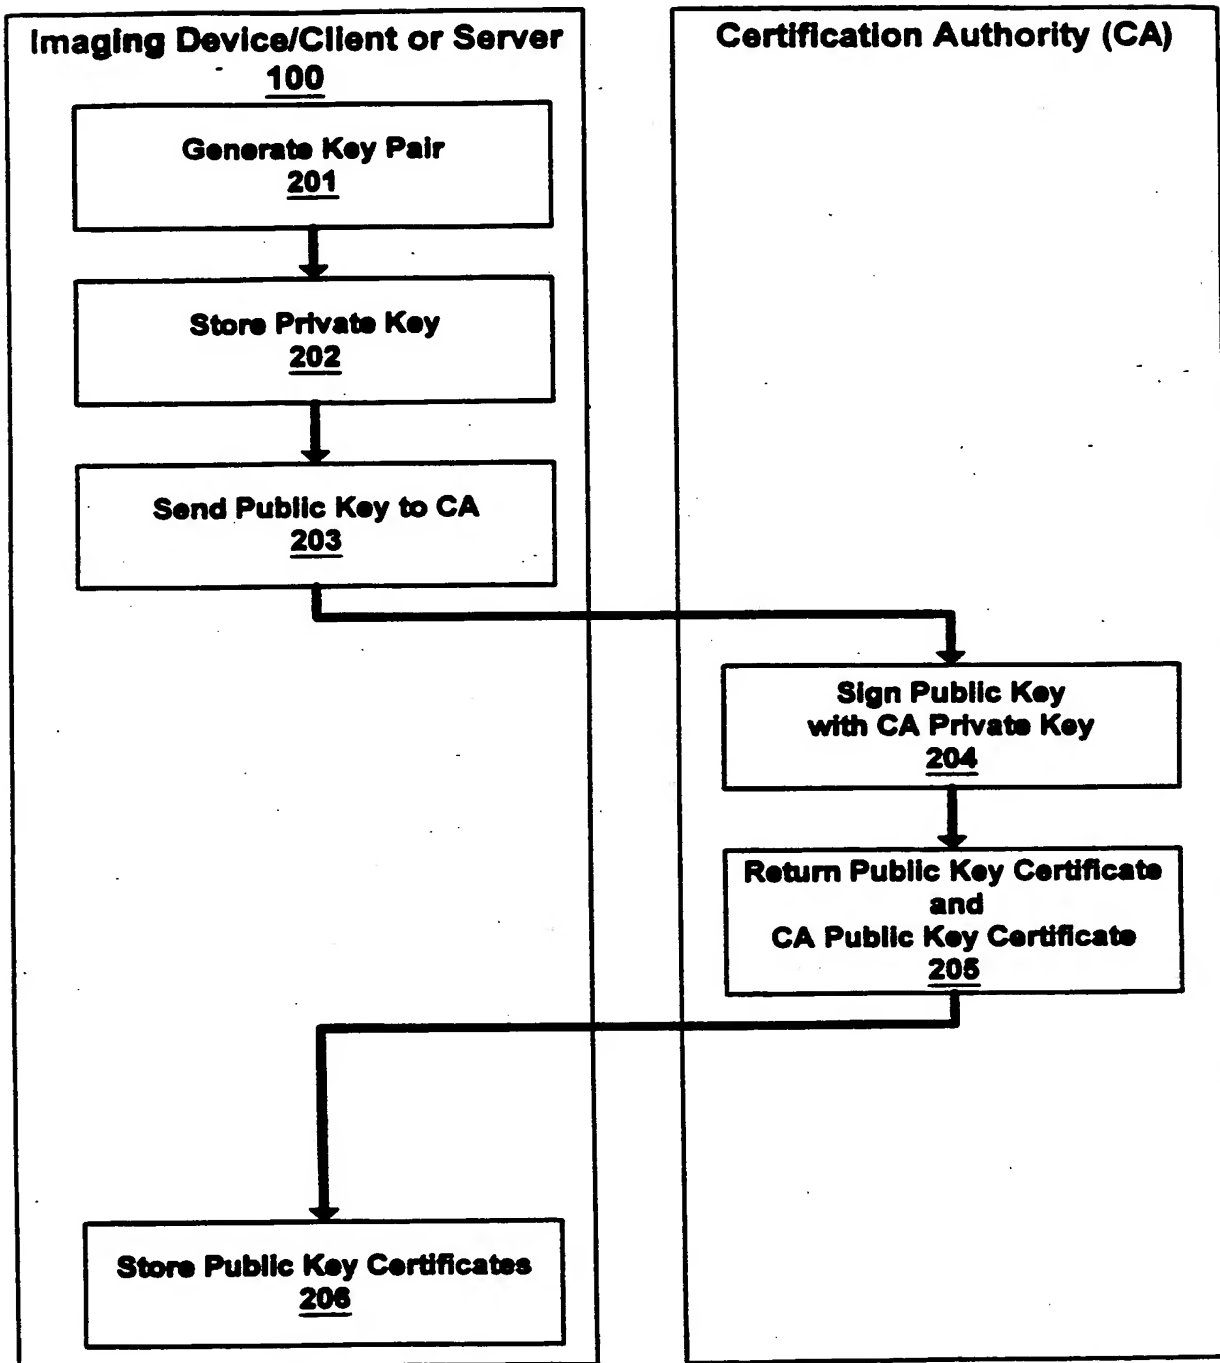 Imaging Device/Client or Server
100
Generate Key Pair
201
Store Private Key
202
Send Public Key to CA
203
Certification Authority (CA)
Sign Public Key
with CA Private Key
204
Return Public Key Certificate
and
CA Public Key Certificate
205
Store Public Key Certificates
206